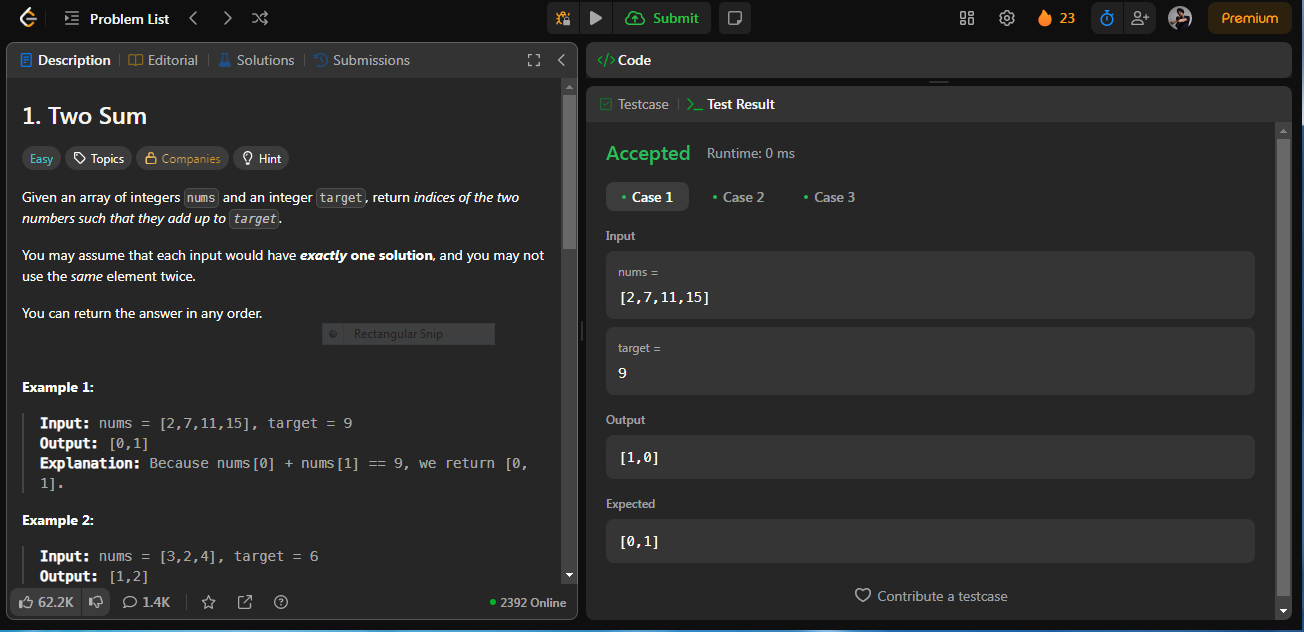 Problem List
Submit
23
Premium
Description
Editorial
Solutions
Submissions
1. Two Sum
Easy
Topics
Companies
Hint
Given an array of integers nums and an integer target, return indices of the two
numbers such that they add up to target.
You may assume that each input would have exactly one solution, and you may not
use the same element twice.
You can return the answer in any order.
Rectangular Snip
Example 1:
Input: nums = [2,7,11,15], target = 9
Output: [0,1]
Explanation: Because nums[0] + nums[1] == 9, we return [0,
1].
Example 2:
Input: nums = [3,2,4], target = 6
Output: [1,2]
62.2K
1.4K
2392 Online
</> Code
Testcase
Test Result
Accepted
Runtime: 0 ms
Case 1
Case 2
Case 3
Input
nums =
[2,7,11,15]
target =
9
Output
[1,0]
Expected
[0,1]
Contribute a testcase